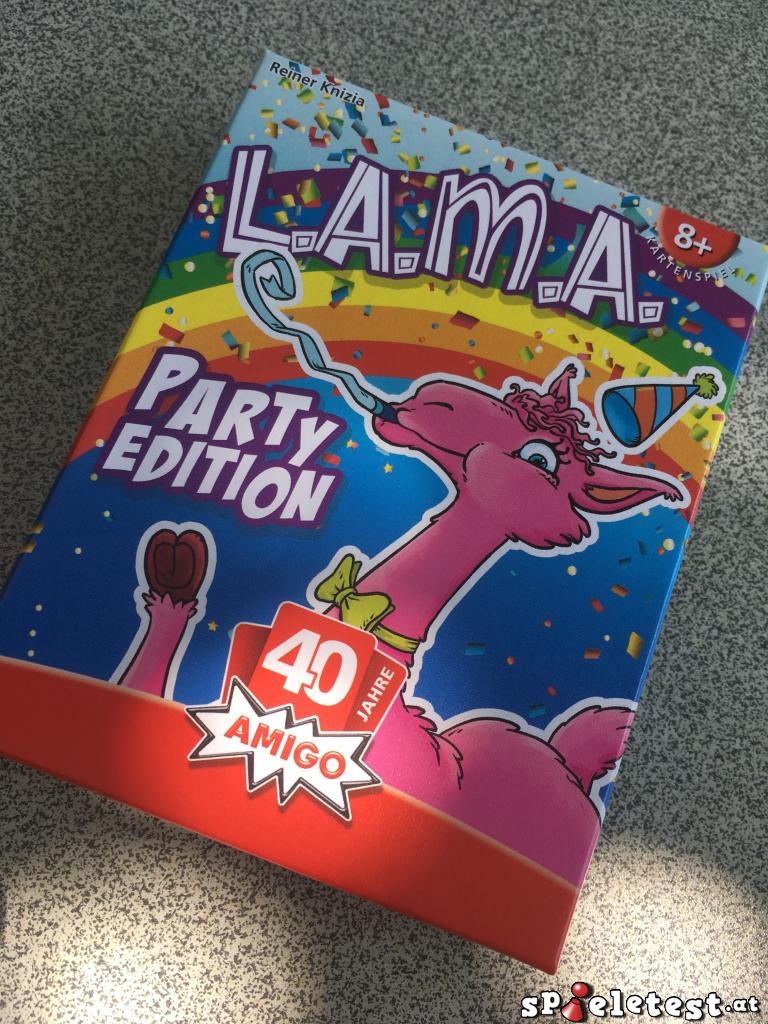 Reiner Knizia
L.A.M.A.
8+
KARTENSPIEL
PARTY
EDITION
40
JAHRE
AMIGO
spieletest.at